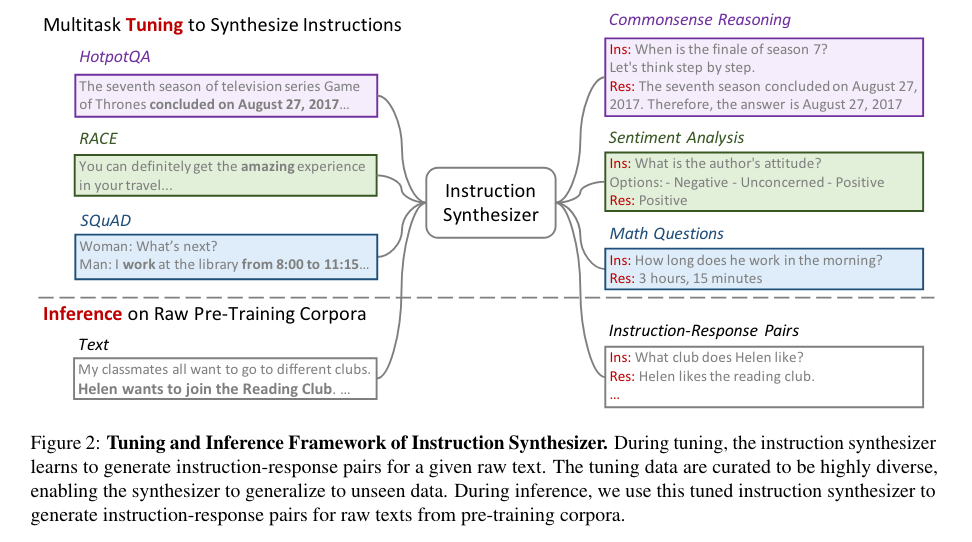 Multitask Tuning to Synthesize Instructions
HotpotQA
The seventh season of television series Game
of Thrones concluded on August 27, 2017…
RACE
You can definitely get the amazing experience
in your travel...
SQuAD
Woman: What's next?
Man: I work at the library from 8:00 to 11:15…
Instruction
Synthesizer
Commonsense Reasoning
Ins: When is the finale of season 7?
Let's think step by step.
Res: The seventh season concluded on August 27,
2017. Therefore, the answer is August 27, 2017
Sentiment Analysis
Ins: What is the author's attitude?
Options: - Negative - Unconcerned - Positive
Res: Positive
Math Questions
Ins: How long does he work in the morning?
Res: 3 hours, 15 minutes
Inference on Raw Pre-Training Corpora
Text
My classmates all want to go to different clubs.
Helen wants to join the Reading Club. …
Instruction-Response Pairs
Ins: What club does Helen like?
Res: Helen likes the reading club.
…
Figure 2: Tuning and Inference Framework of Instruction Synthesizer. During tuning, the instruction synthesizer
learns to generate instruction-response pairs for a given raw text. The tuning data are curated to be highly diverse,
enabling the synthesizer to generalize to unseen data. During inference, we use this tuned instruction synthesizer to
generate instruction-response pairs for raw texts from pre-training corpora.